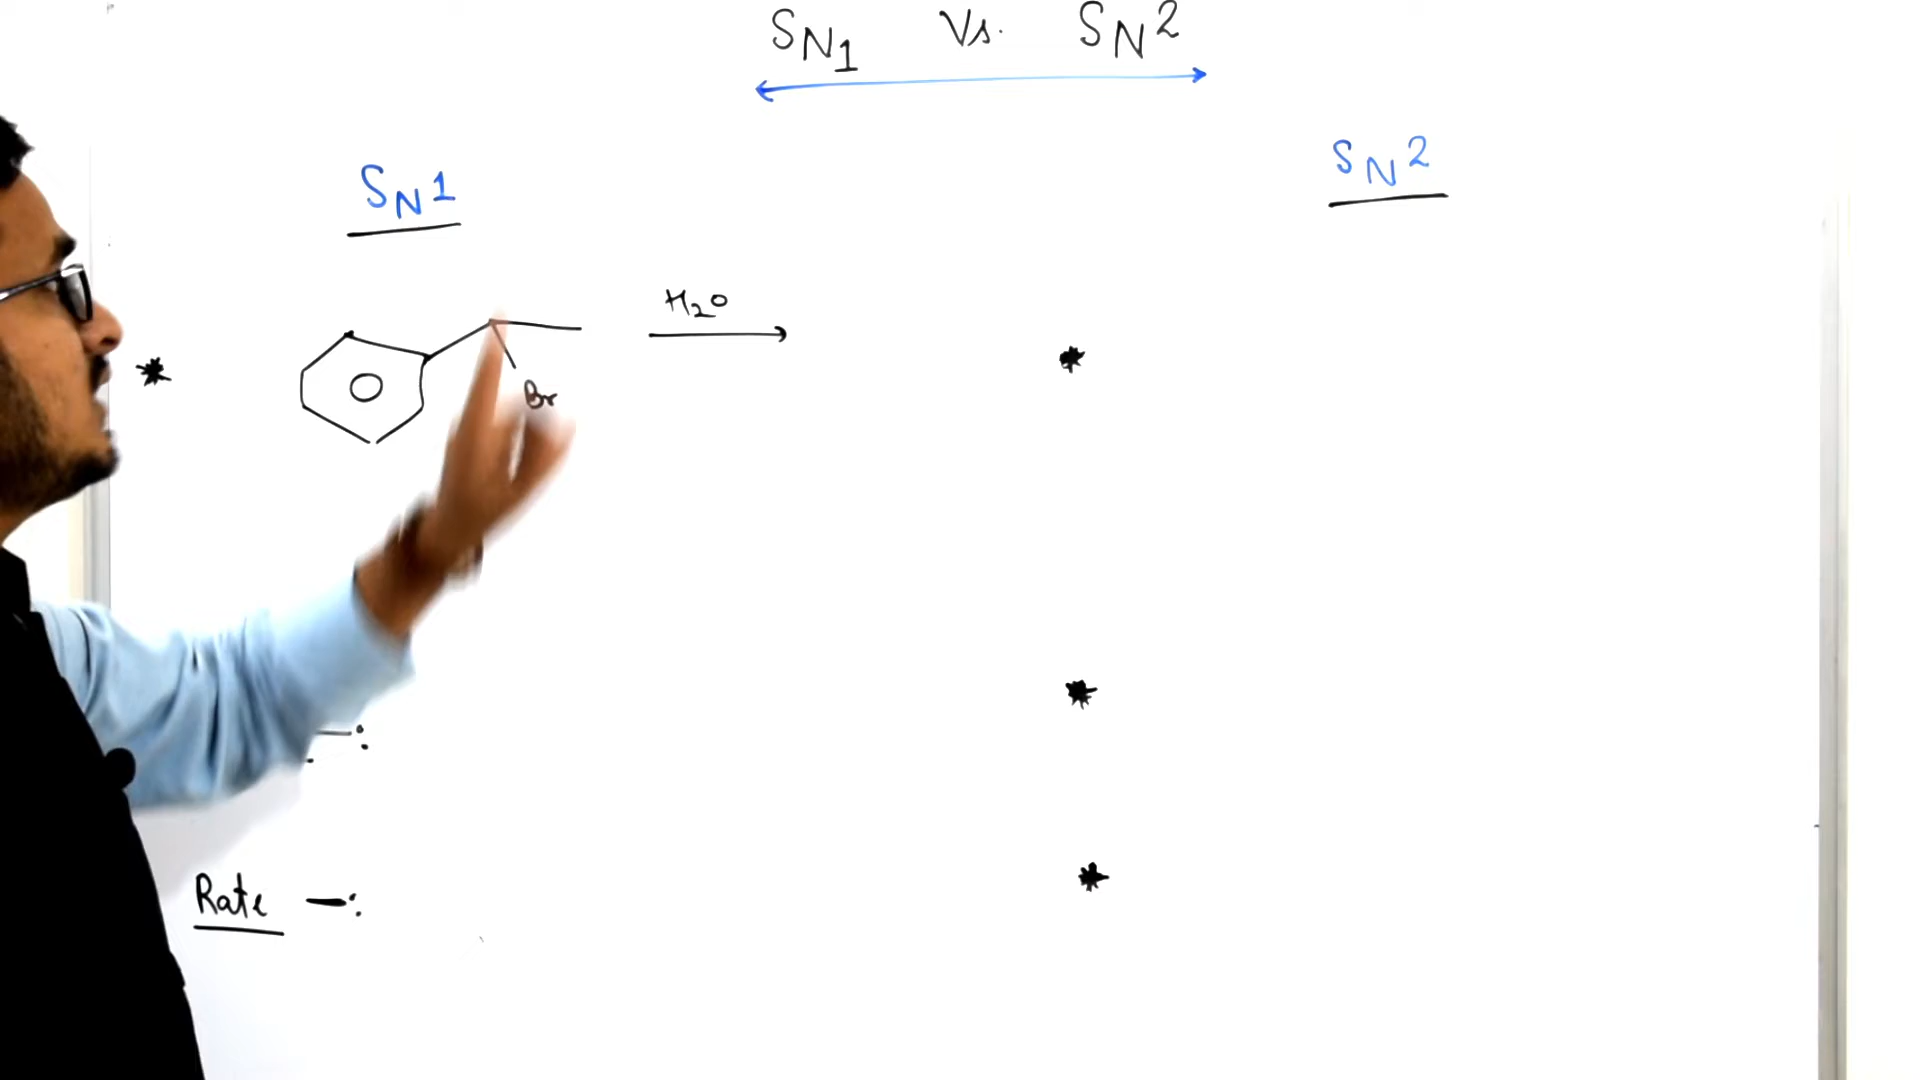 SN1 Vs. SN2
SN1
SN2
H2O
Br
Rate -: